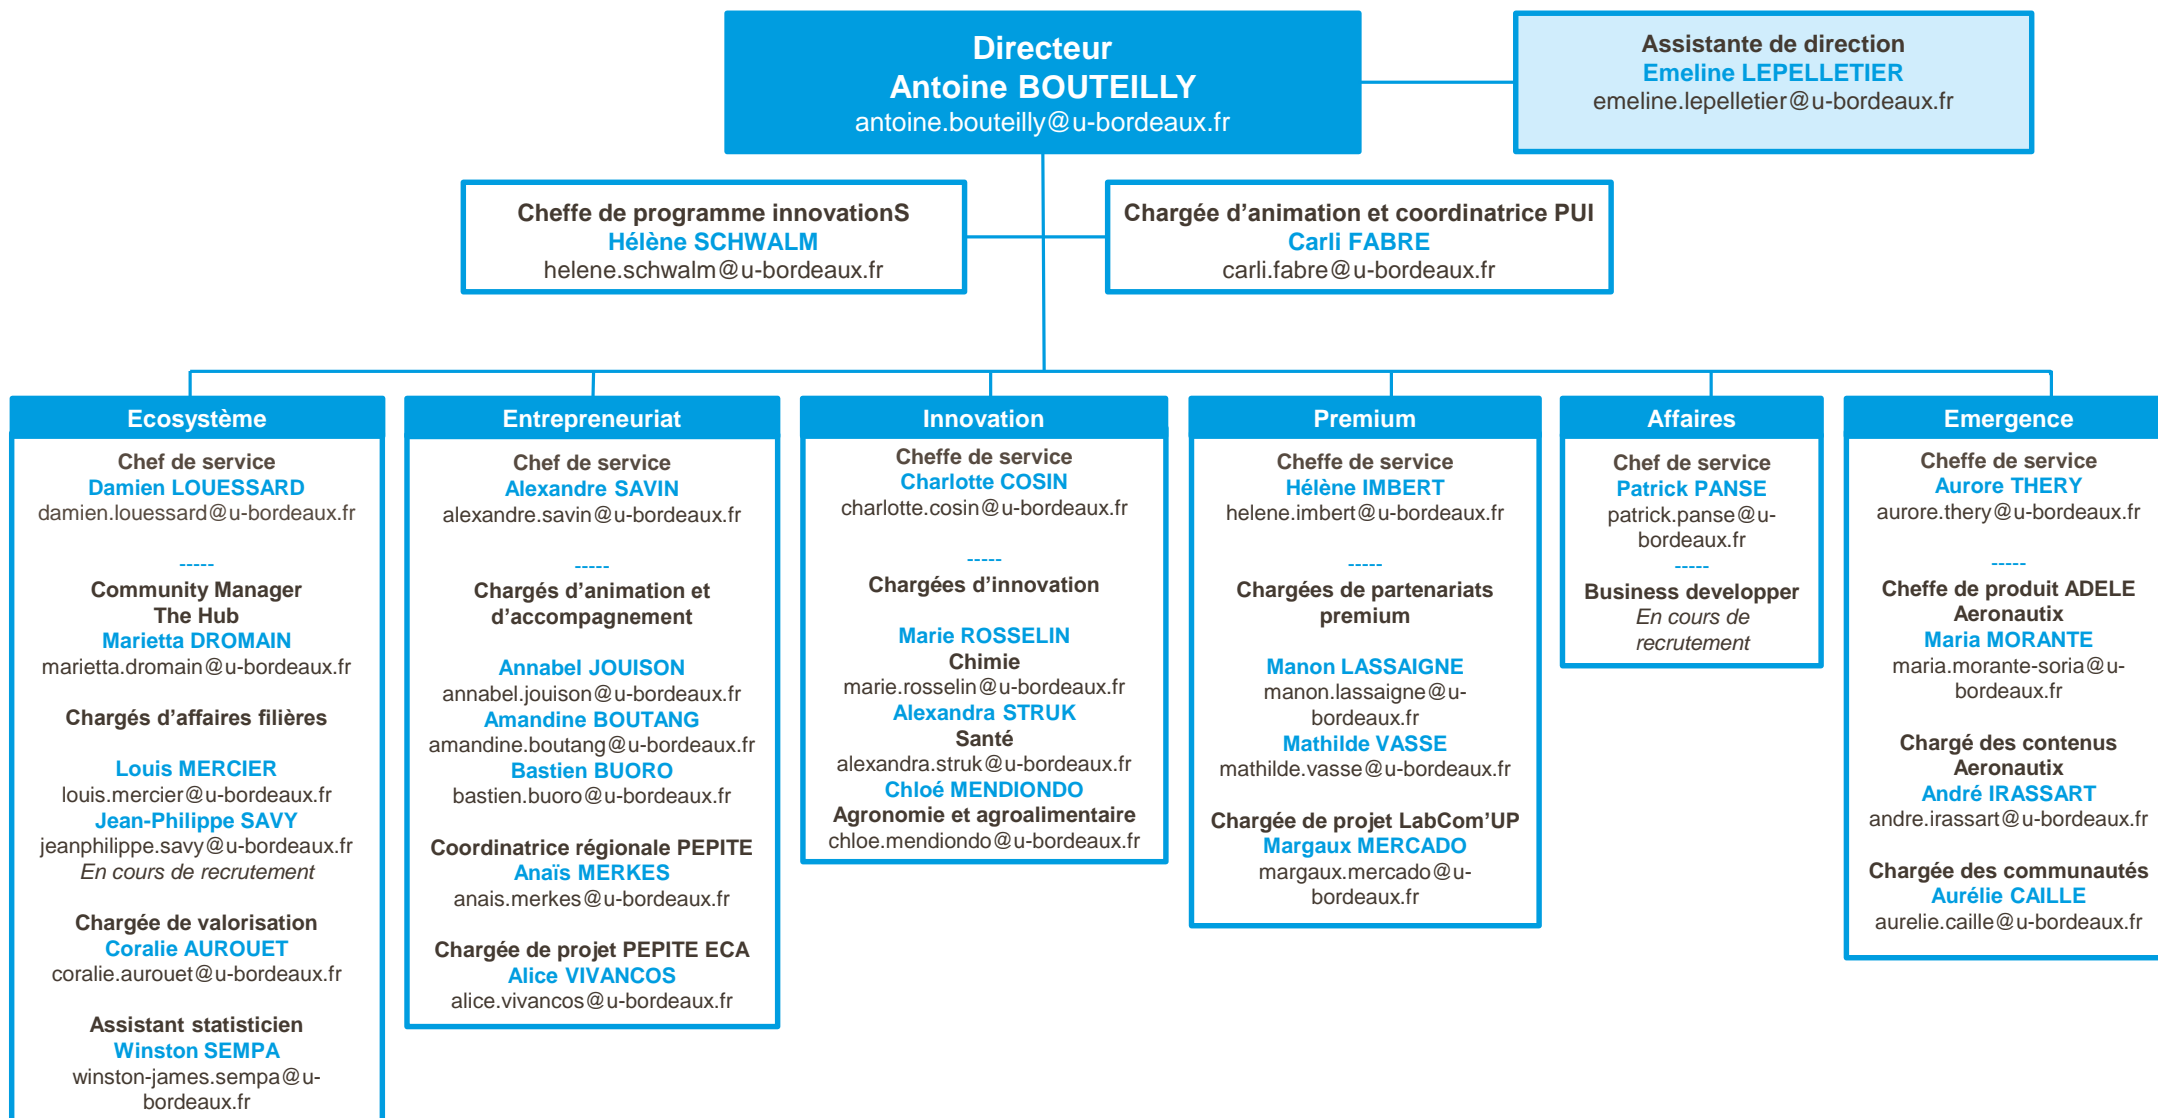 Directeur
Antoine BOUTEILLY
antoine.bouteilly@u-bordeaux.fr
Assistante de direction
Emeline LEPELLETIER
emeline.lepelletier@u-bordeaux.fr
Cheffe de programme innovationS
Hélène SCHWALM
helene.schwalm@u-bordeaux.fr
Chargée d’animation et coordinatrice PUI
Carli FABRE
carli.fabre@u-bordeaux.fr
Ecosystème
Chef de service
Damien LOUESSARD
damien.louessard@u-bordeaux.fr
-----
Community Manager
The Hub
Marietta DROMAIN
marietta.dromain@u-bordeaux.fr
Chargés d’affaires filières
Louis MERCIER
louis.mercier@u-bordeaux.fr
Jean-Philippe SAVY
jeanphilippe.savy@u-bordeaux.fr
En cours de recrutement
Chargée de valorisation
Coralie AUROUET
coralie.aurouet@u-bordeaux.fr
Assistant statisticien
Winston SEMPA
winston-james.sempa@u-
bordeaux.fr
Entrepreneuriat
Chef de service
Alexandre SAVIN
alexandre.savin@u-bordeaux.fr
-----
Chargés d’animation et
d’accompagnement
Annabel JOUISON
annabel.jouison@u-bordeaux.fr
Amandine BOUTANG
amandine.boutang@u-bordeaux.fr
Bastien BUORO
bastien.buoro@u-bordeaux.fr
Coordinatrice régionale PEPITE
Anaïs MERKES
anais.merkes@u-bordeaux.fr
Chargée de projet PEPITE ECA
Alice VIVANCOS
alice.vivancos@u-bordeaux.fr
Innovation
Cheffe de service
Charlotte COSIN
charlotte.cosin@u-bordeaux.fr
-----
Chargées d’innovation
Marie ROSSELIN
Chimie
marie.rosselin@u-bordeaux.fr
Alexandra STRUK
Santé
alexandra.struk@u-bordeaux.fr
Chloé MENDIONDO
Agronomie et agroalimentaire
chloe.mendiondo@u-bordeaux.fr
Premium
Cheffe de service
Hélène IMBERT
helene.imbert@u-bordeaux.fr
-----
Chargées de partenariats
premium
Manon LASSAIGNE
manon.lassaigne@u-
bordeaux.fr
Mathilde VASSE
mathilde.vasse@u-bordeaux.fr
Chargée de projet LabCom’UP
Margaux MERCADO
margaux.mercado@u-
bordeaux.fr
Affaires
Chef de service
Patrick PANSE
patrick.panse@u-
bordeaux.fr
-----
Business developper
En cours de
recrutement
Emergence
Cheffe de service
Aurore THERY
aurore.thery@u-bordeaux.fr
-----
Cheffe de produit ADELE
Aeronautix
Maria MORANTE
maria.morante-soria@u-
bordeaux.fr
Chargé des contenus
Aeronautix
André IRASSART
andre.irassart@u-bordeaux.fr
Chargée des communautés
Aurélie CAILLE
aurelie.caille@u-bordeaux.fr